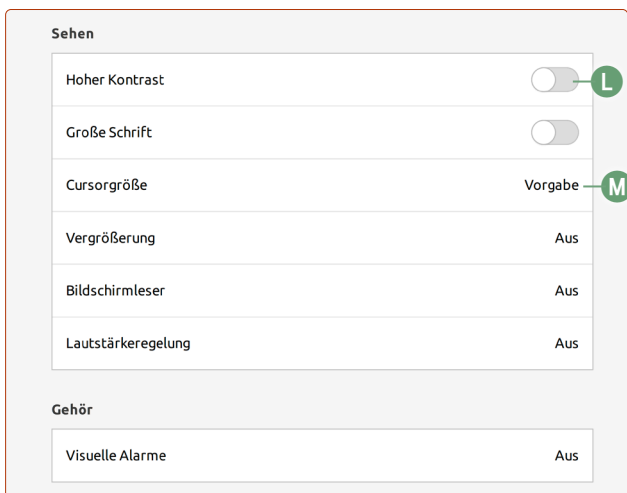 Sehen
Hoher Kontrast L
Große Schrift
Cursorgröße Vorgabe M
Vergrößerung Aus
Bildschirmleser Aus
Lautstärkeregelung Aus
Gehör
Visuelle Alarme Aus